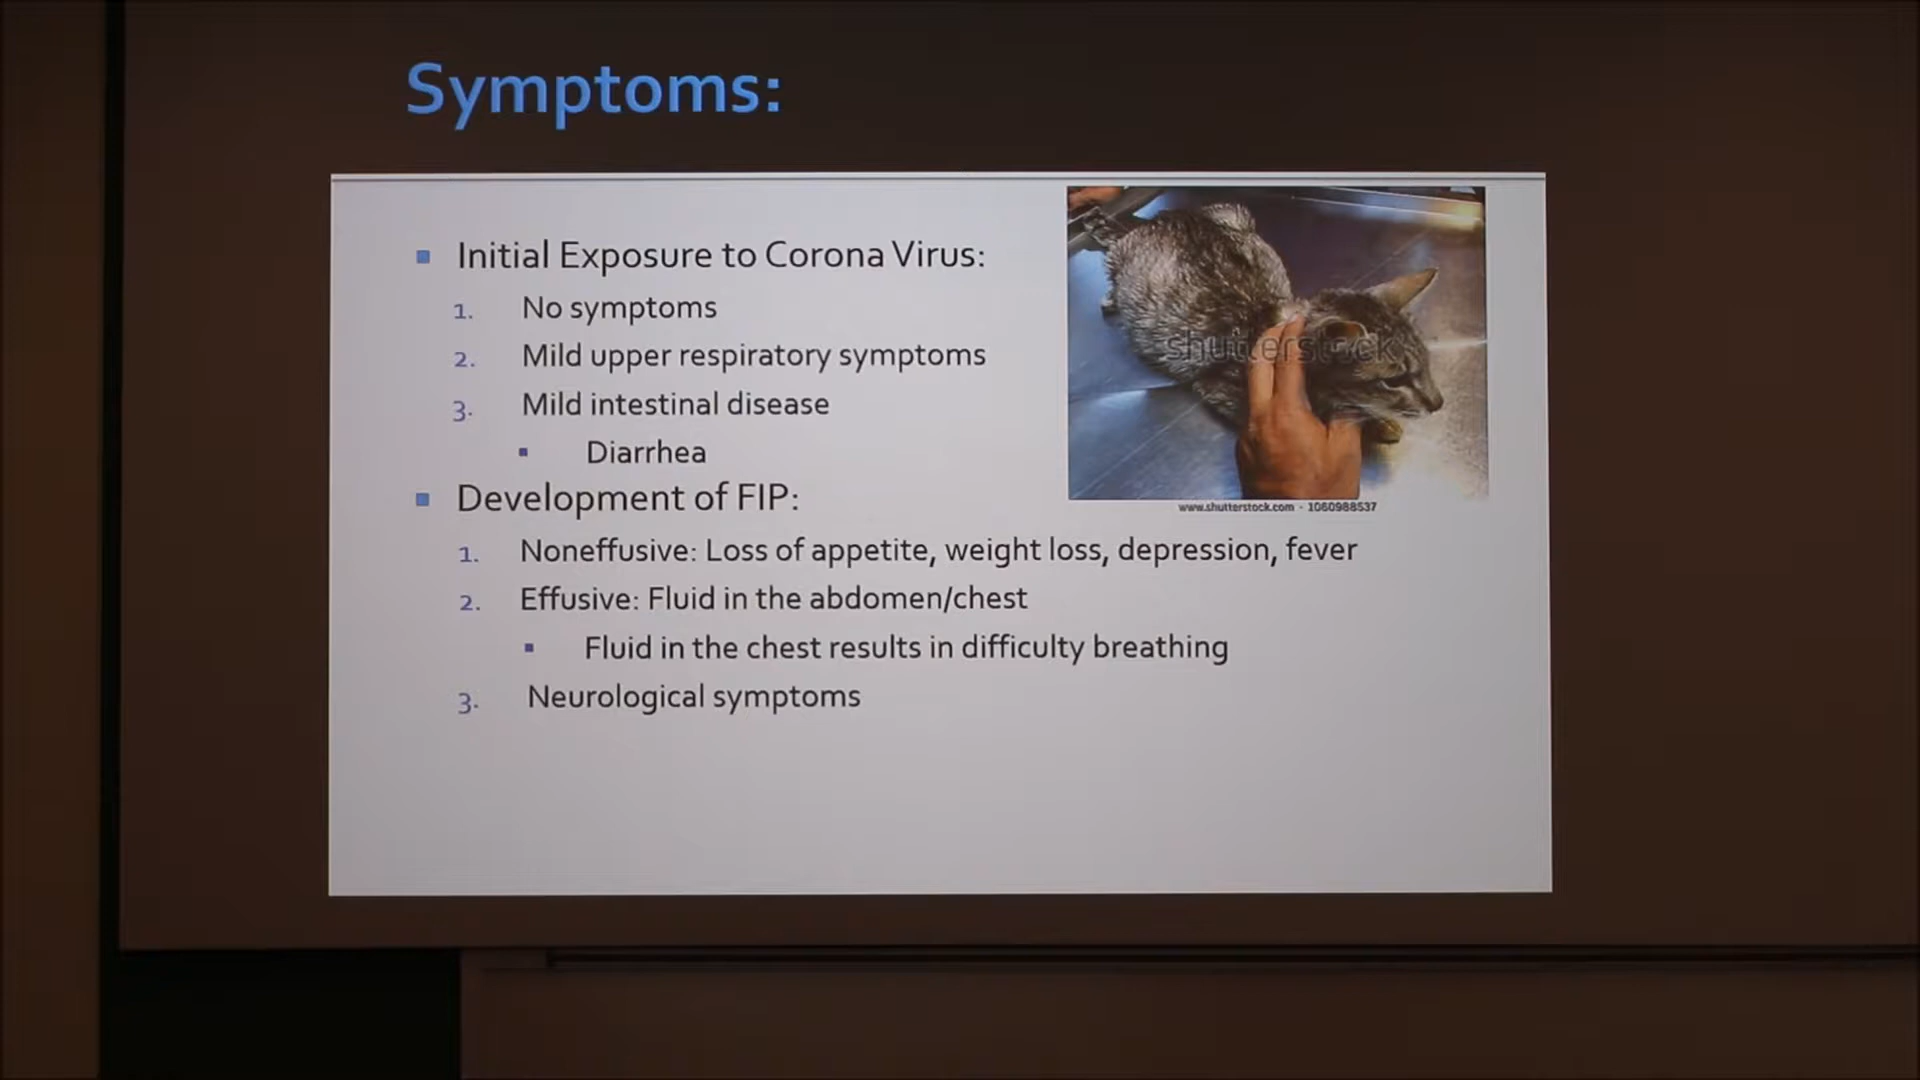 Symptoms:
Initial Exposure to Corona Virus:
1. No symptoms
2. Mild upper respiratory symptoms
3. Mild intestinal disease
Diarrhea
Development of FIP:
1. Noneffusive: Loss of appetite, weight loss, depression, fever
2. Effusive: Fluid in the abdomen/chest
Fluid in the chest results in difficulty breathing
3. Neurological symptoms
shutterstock
www.shutterstock.com - 1060988537